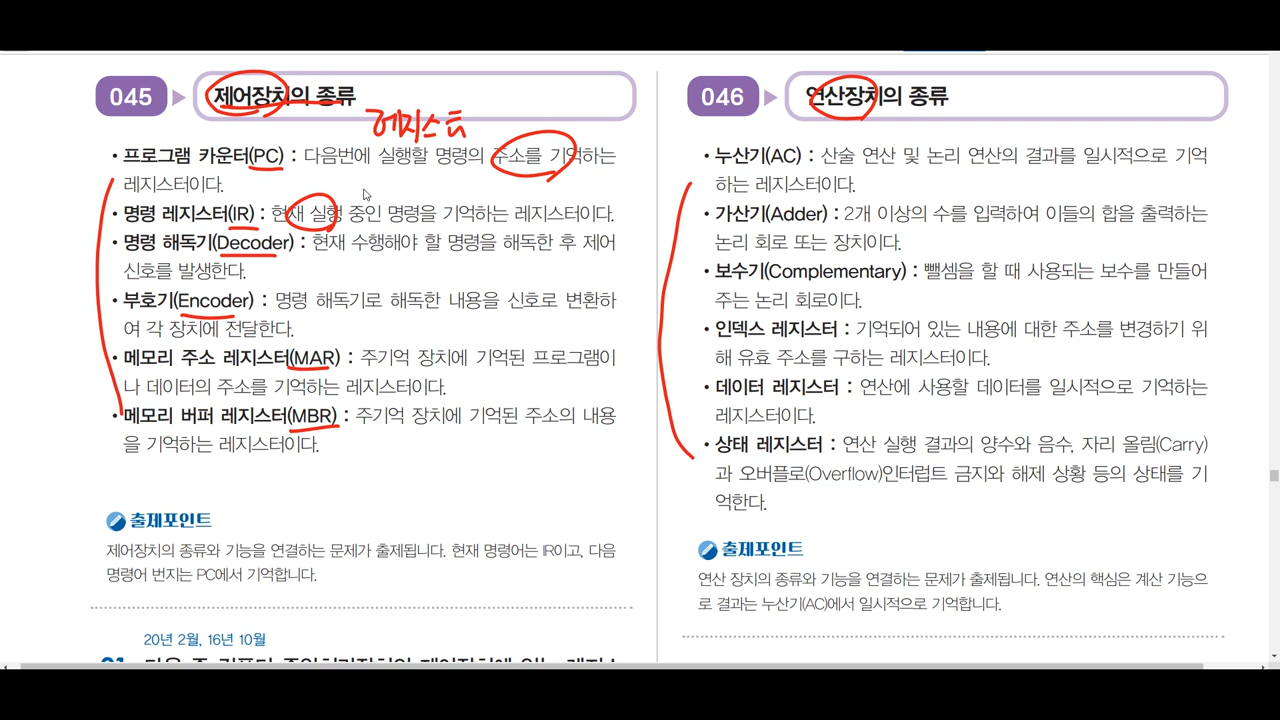 045 제어장치의 종류
레지스터
• 프로그램 카운터(PC) : 다음번에 실행할 명령의 주소를 기억하는
레지스터이다.
• 명령 레지스터(IR) : 현재 실행 중인 명령을 기억하는 레지스터이다.
• 명령 해독기(Decoder) : 현재 수행해야 할 명령을 해독한 후 제어
신호를 발생한다.
• 부호기(Encoder) : 명령 해독기로 해독한 내용을 신호로 변환하
여 각 장치에 전달한다.
• 메모리 주소 레지스터(MAR) : 주기억 장치에 기억된 프로그램이
나 데이터의 주소를 기억하는 레지스터이다.
• 메모리 버퍼 레지스터(MBR) : 주기억 장치에 기억된 주소의 내용
을 기억하는 레지스터이다.
출제포인트
제어장치의 종류와 기능을 연결하는 문제가 출제됩니다. 현재 명령어는 IR이고, 다음
명령어 번지는 PC에서 기억합니다.
20년 2월, 16년 10월
01 다음 중 컴퓨터 중앙처리장치의 제어장치에 있는 레지스
046 연산장치의 종류
• 누산기(AC) : 산술 연산 및 논리 연산의 결과를 일시적으로 기억
하는 레지스터이다.
• 가산기(Adder) : 2개 이상의 수를 입력하여 이들의 합을 출력하는
논리 회로 또는 장치이다.
• 보수기(Complementary) : 뺄셈을 할 때 사용되는 보수를 만들어
주는 논리 회로이다.
• 인덱스 레지스터 : 기억되어 있는 내용에 대한 주소를 변경하기 위
해 유효 주소를 구하는 레지스터이다.
• 데이터 레지스터 : 연산에 사용할 데이터를 일시적으로 기억하는
레지스터이다.
• 상태 레지스터 : 연산 실행 결과의 양수와 음수, 자리 올림(Carry)
과 오버플로(Overflow)인터럽트 금지와 해제 상황 등의 상태를 기
억한다.
출제포인트
연산 장치의 종류와 기능을 연결하는 문제가 출제됩니다. 연산의 핵심은 계산 기능으
로 결과는 누산기(AC)에서 일시적으로 기억합니다.